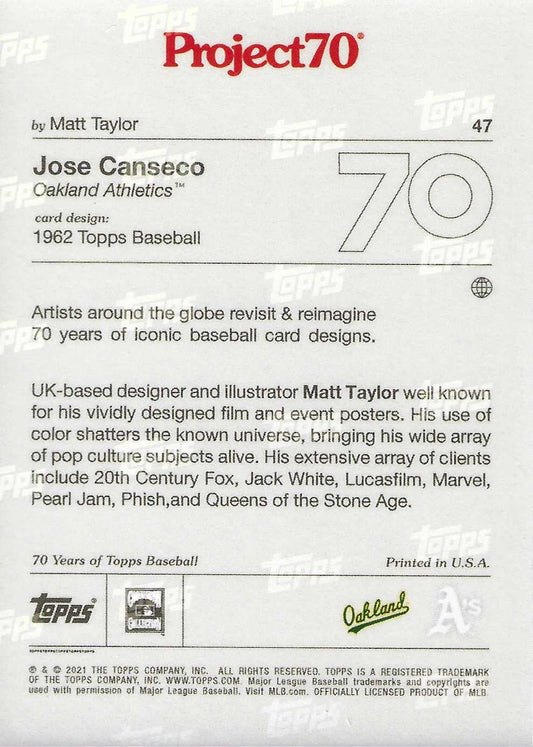 Project70®
by Matt Taylor 47
Jose Canseco
Oakland Athletics™
card design:
1962 Topps Baseball
70
Artists around the globe revisit & reimagine
70 years of iconic baseball card designs.
UK-based designer and illustrator Matt Taylor well known
for his vividly designed film and event posters. His use of
color shatters the known universe, bringing his wide array
of pop culture subjects alive. His extensive array of clients
include 20th Century Fox, Jack White, Lucasfilm, Marvel,
Pearl Jam, Phish,and Queens of the Stone Age.
70 Years of Topps Baseball Printed in U.S.A.
Topps Oakland A's
® & © 2021 THE TOPPS COMPANY, INC. ALL RIGHTS RESERVED. TOPPS IS A REGISTERED TRADEMARK
OF THE TOPPS COMPANY, INC. WWW.TOPPS.COM. Major League Baseball trademarks and copyrights are
used with permission of Major League Baseball. Visit MLB.com. OFFICIALLY LICENSED PRODUCT OF MLB.